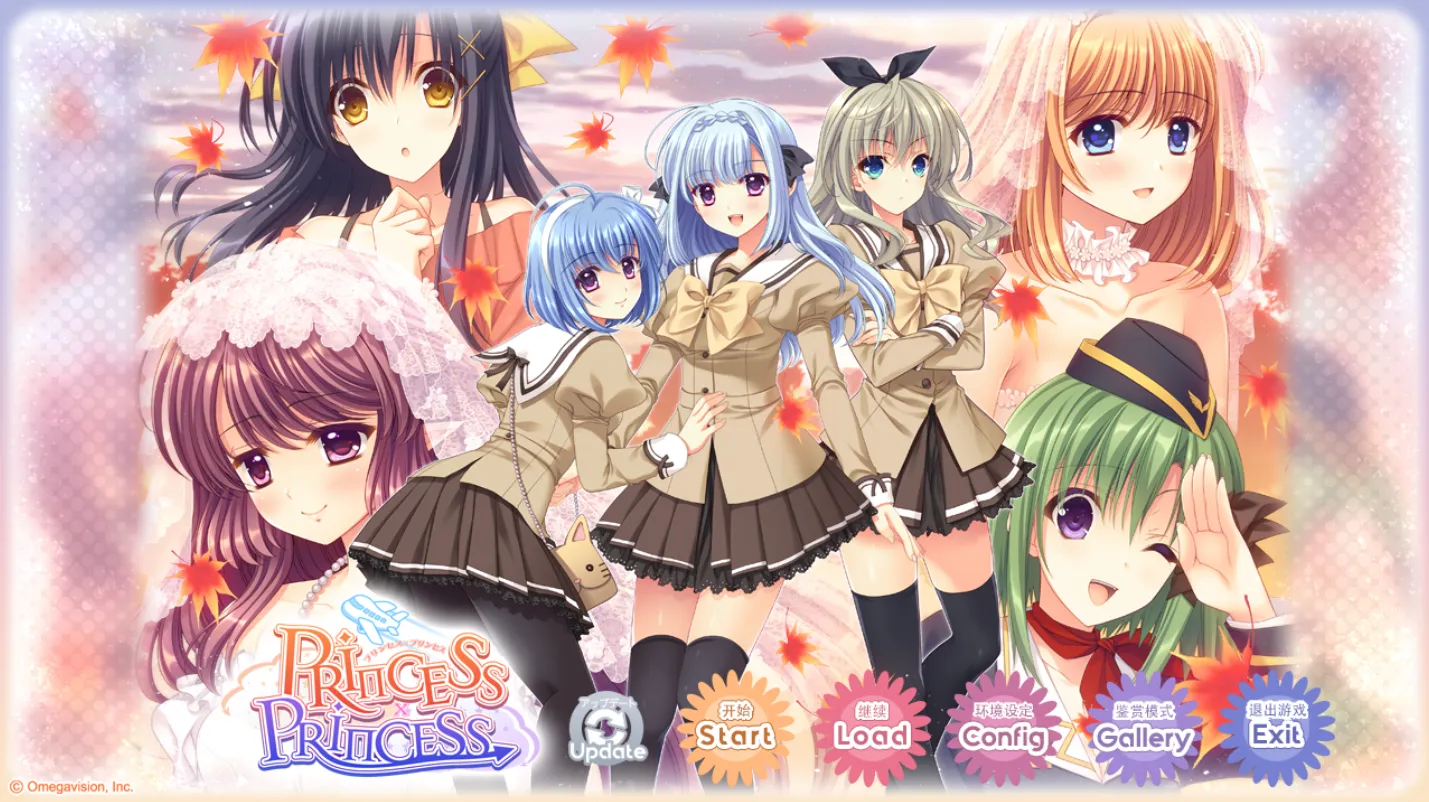 PRINCESS
プリンセス×プリンセス
×
PRINCESS
アップデート
Update
开始
Start
继续
Load
环境设定
Config
鉴赏模式
Gallery
退出游戏
Exit
© Omegavision, Inc.